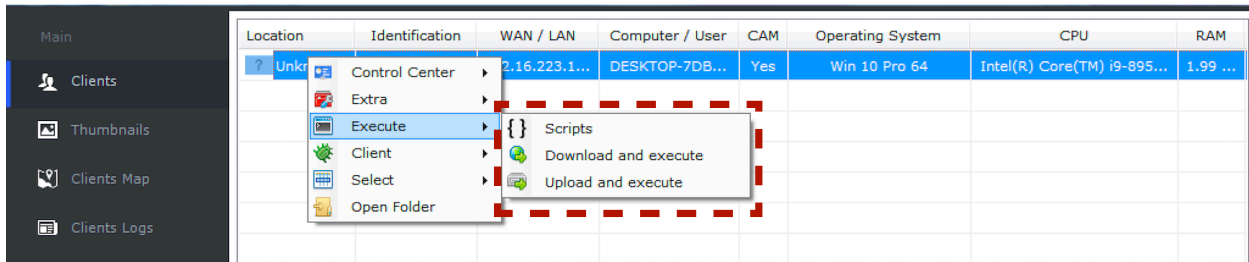 Main
Clients
Thumbnails
Clients Map
Clients Logs
Location Identification WAN / LAN Computer / User CAM Operating System CPU RAM
? Unkr 2.16.223.1... DESKTOP-7DB... Yes Win 10 Pro 64 Intel(R) Core(TM) i9-895... 1.99 ...
Control Center
Extra
Execute
Client
Select
Open Folder
{ } Scripts
Download and execute
Upload and execute